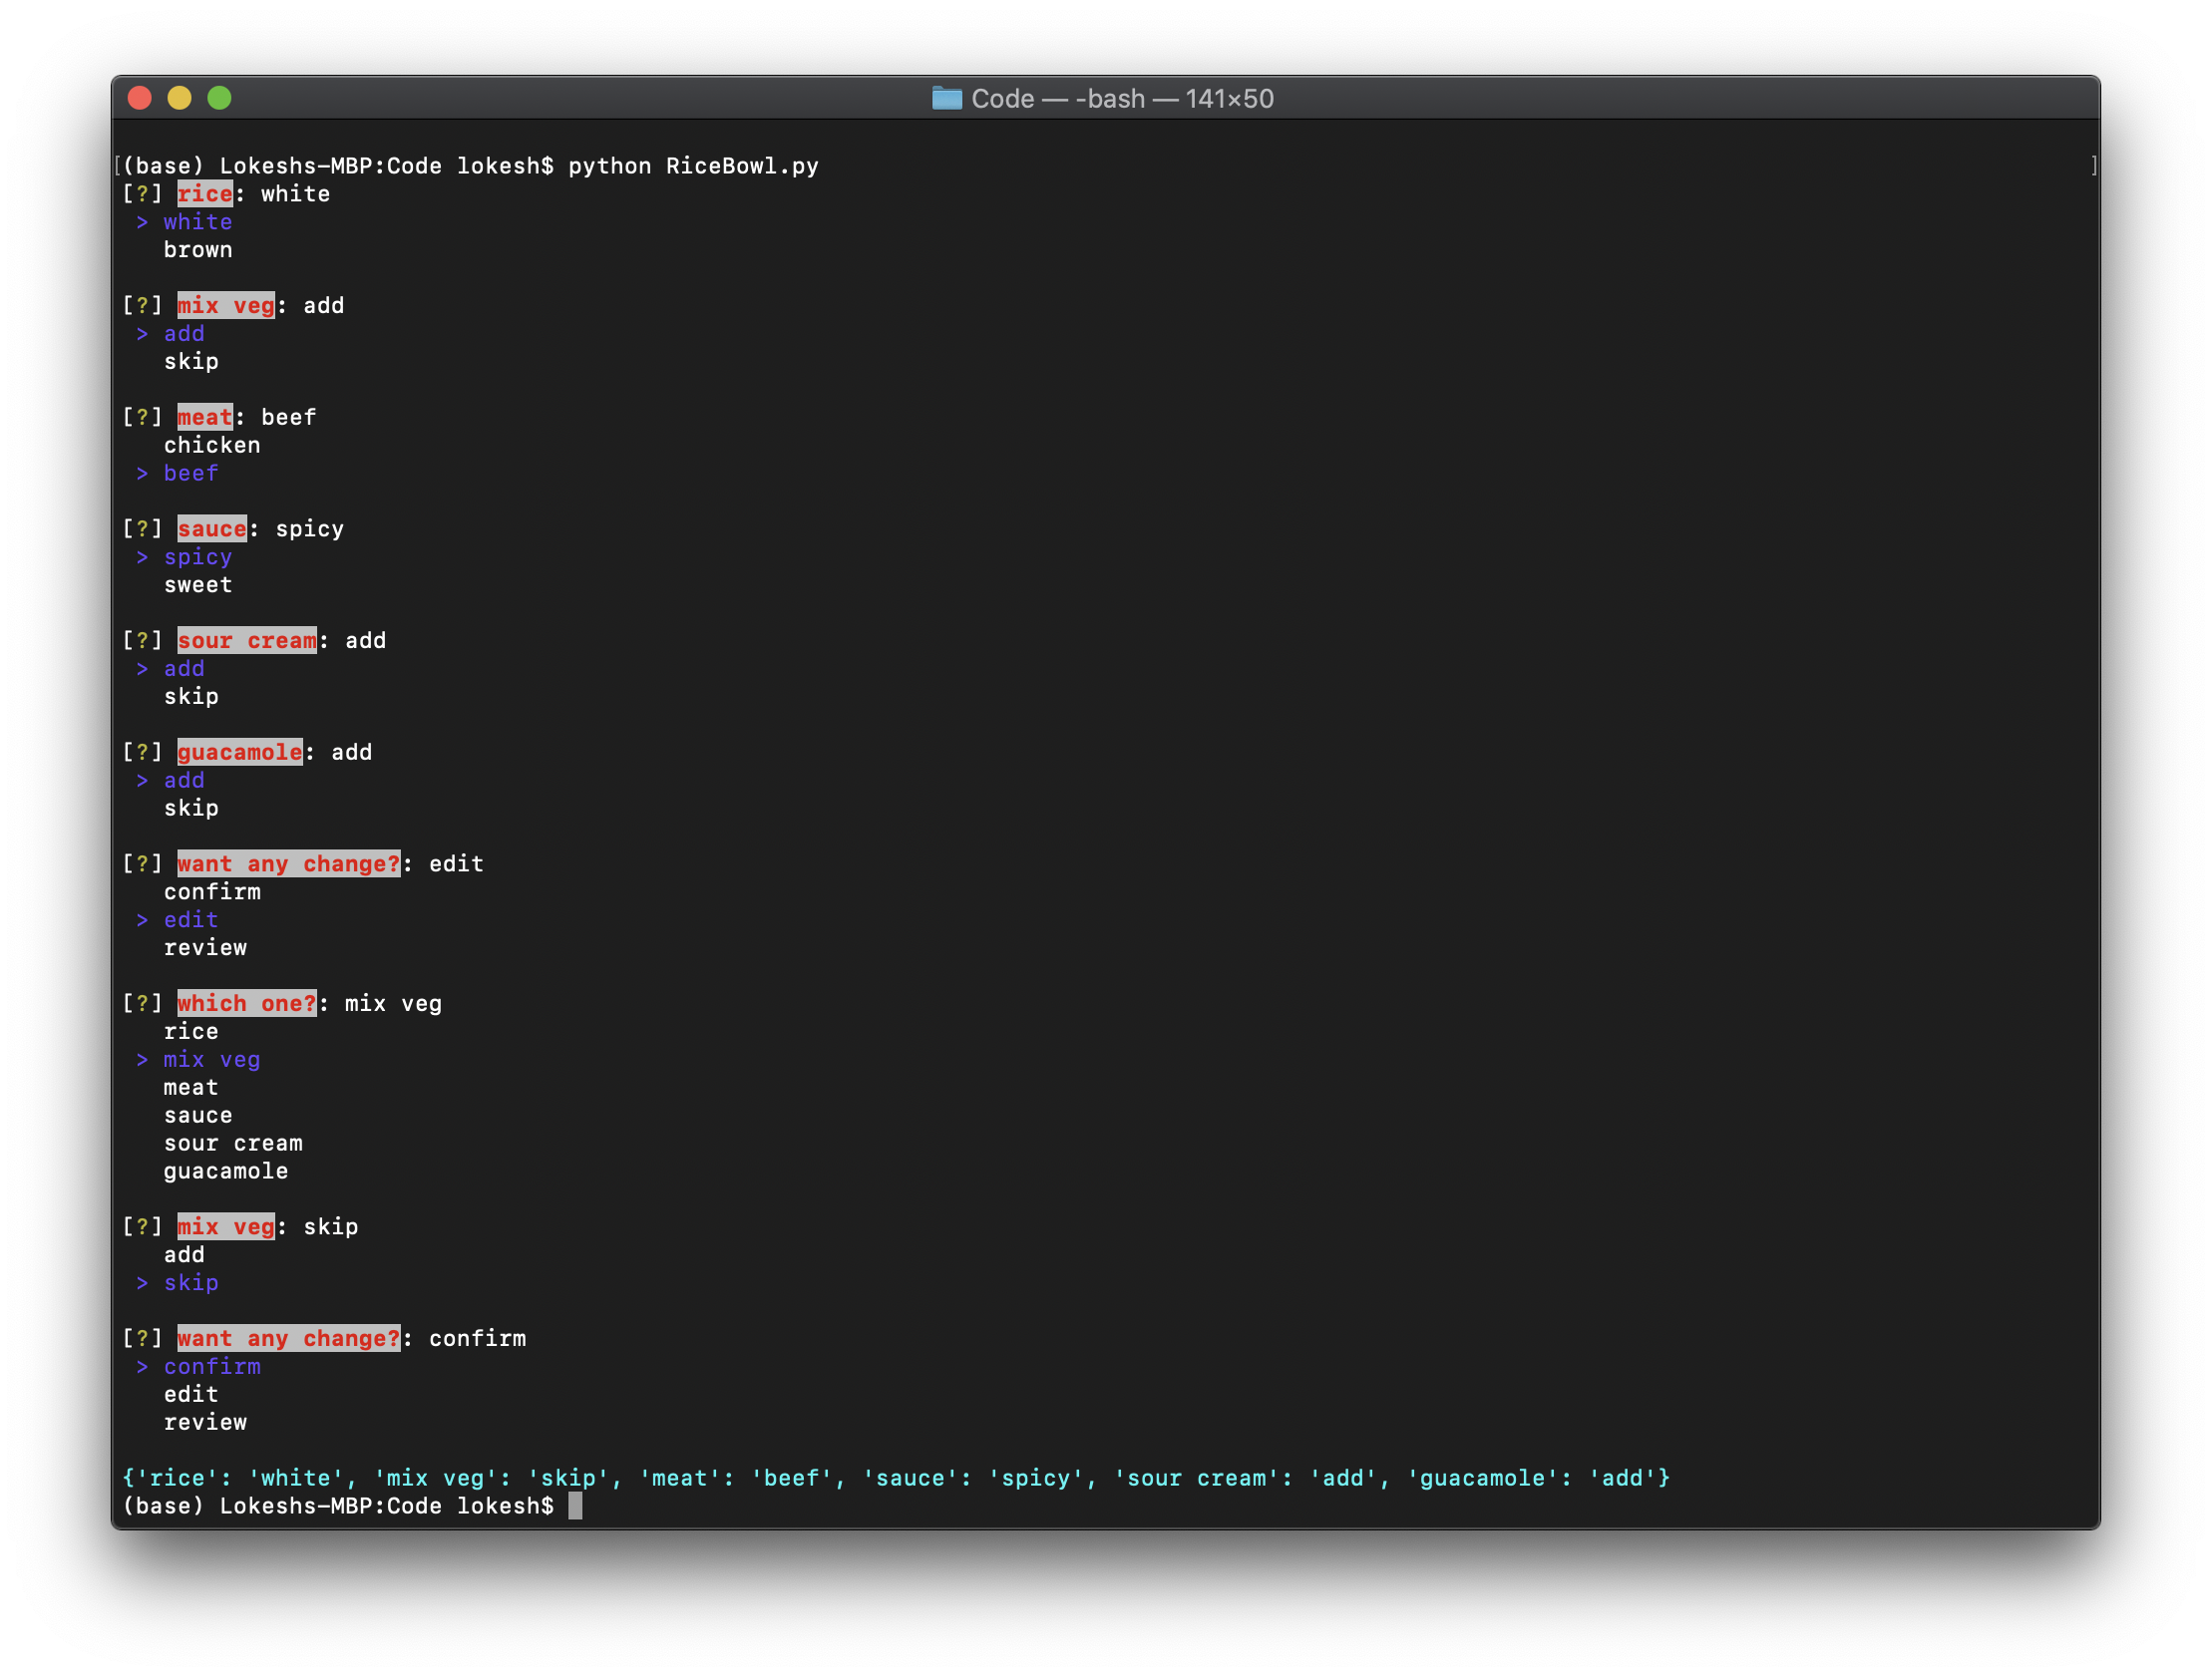 Code — -bash — 141×50
[(base) Lokeshs-MBP:Code lokesh$ python RiceBowl.py ]
[?] rice: white
 > white
   brown
[?] mix veg: add
 > add
   skip
[?] meat: beef
   chicken
 > beef
[?] sauce: spicy
 > spicy
   sweet
[?] sour cream: add
 > add
   skip
[?] guacamole: add
 > add
   skip
[?] want any change?: edit
   confirm
 > edit
   review
[?] which one?: mix veg
   rice
 > mix veg
   meat
   sauce
   sour cream
   guacamole
[?] mix veg: skip
   add
 > skip
[?] want any change?: confirm
 > confirm
   edit
   review
{'rice': 'white', 'mix veg': 'skip', 'meat': 'beef', 'sauce': 'spicy', 'sour cream': 'add', 'guacamole': 'add'}
(base) Lokeshs-MBP:Code lokesh$